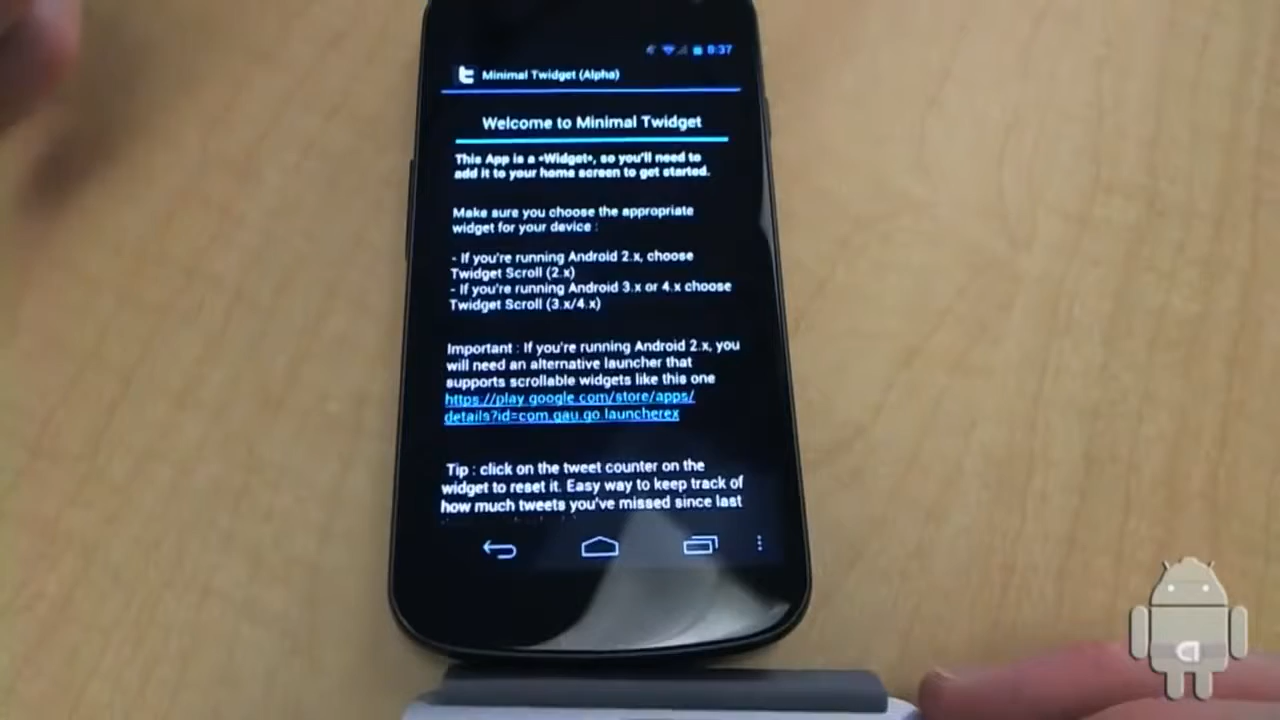 8:37
Minimal Twidget (Alpha)
Welcome to Minimal Twidget
This App is a •Widget•, so you'll need to
add it to your home screen to get started.
Make sure you choose the appropriate
widget for your device :
- If you're running Android 2.x, choose
Twidget Scroll (2.x)
- If you're running Android 3.x or 4.x choose
Twidget Scroll (3.x/4.x)
Important : If you're running Android 2.x, you
will need an alternative launcher that
supports scrollable widgets like this one
https://play.google.com/store/apps/
details?id=com.gau.go.launcherex
Tip : click on the tweet counter on the
widget to reset it. Easy way to keep track of
how much tweets you've missed since last